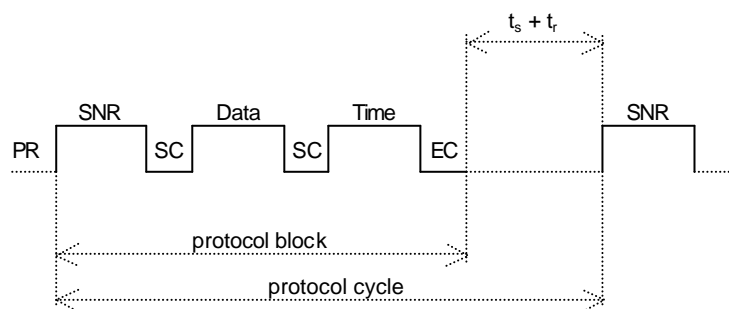 t_s + t_r
SNR Data Time SNR
PR SC SC EC
protocol block
protocol cycle